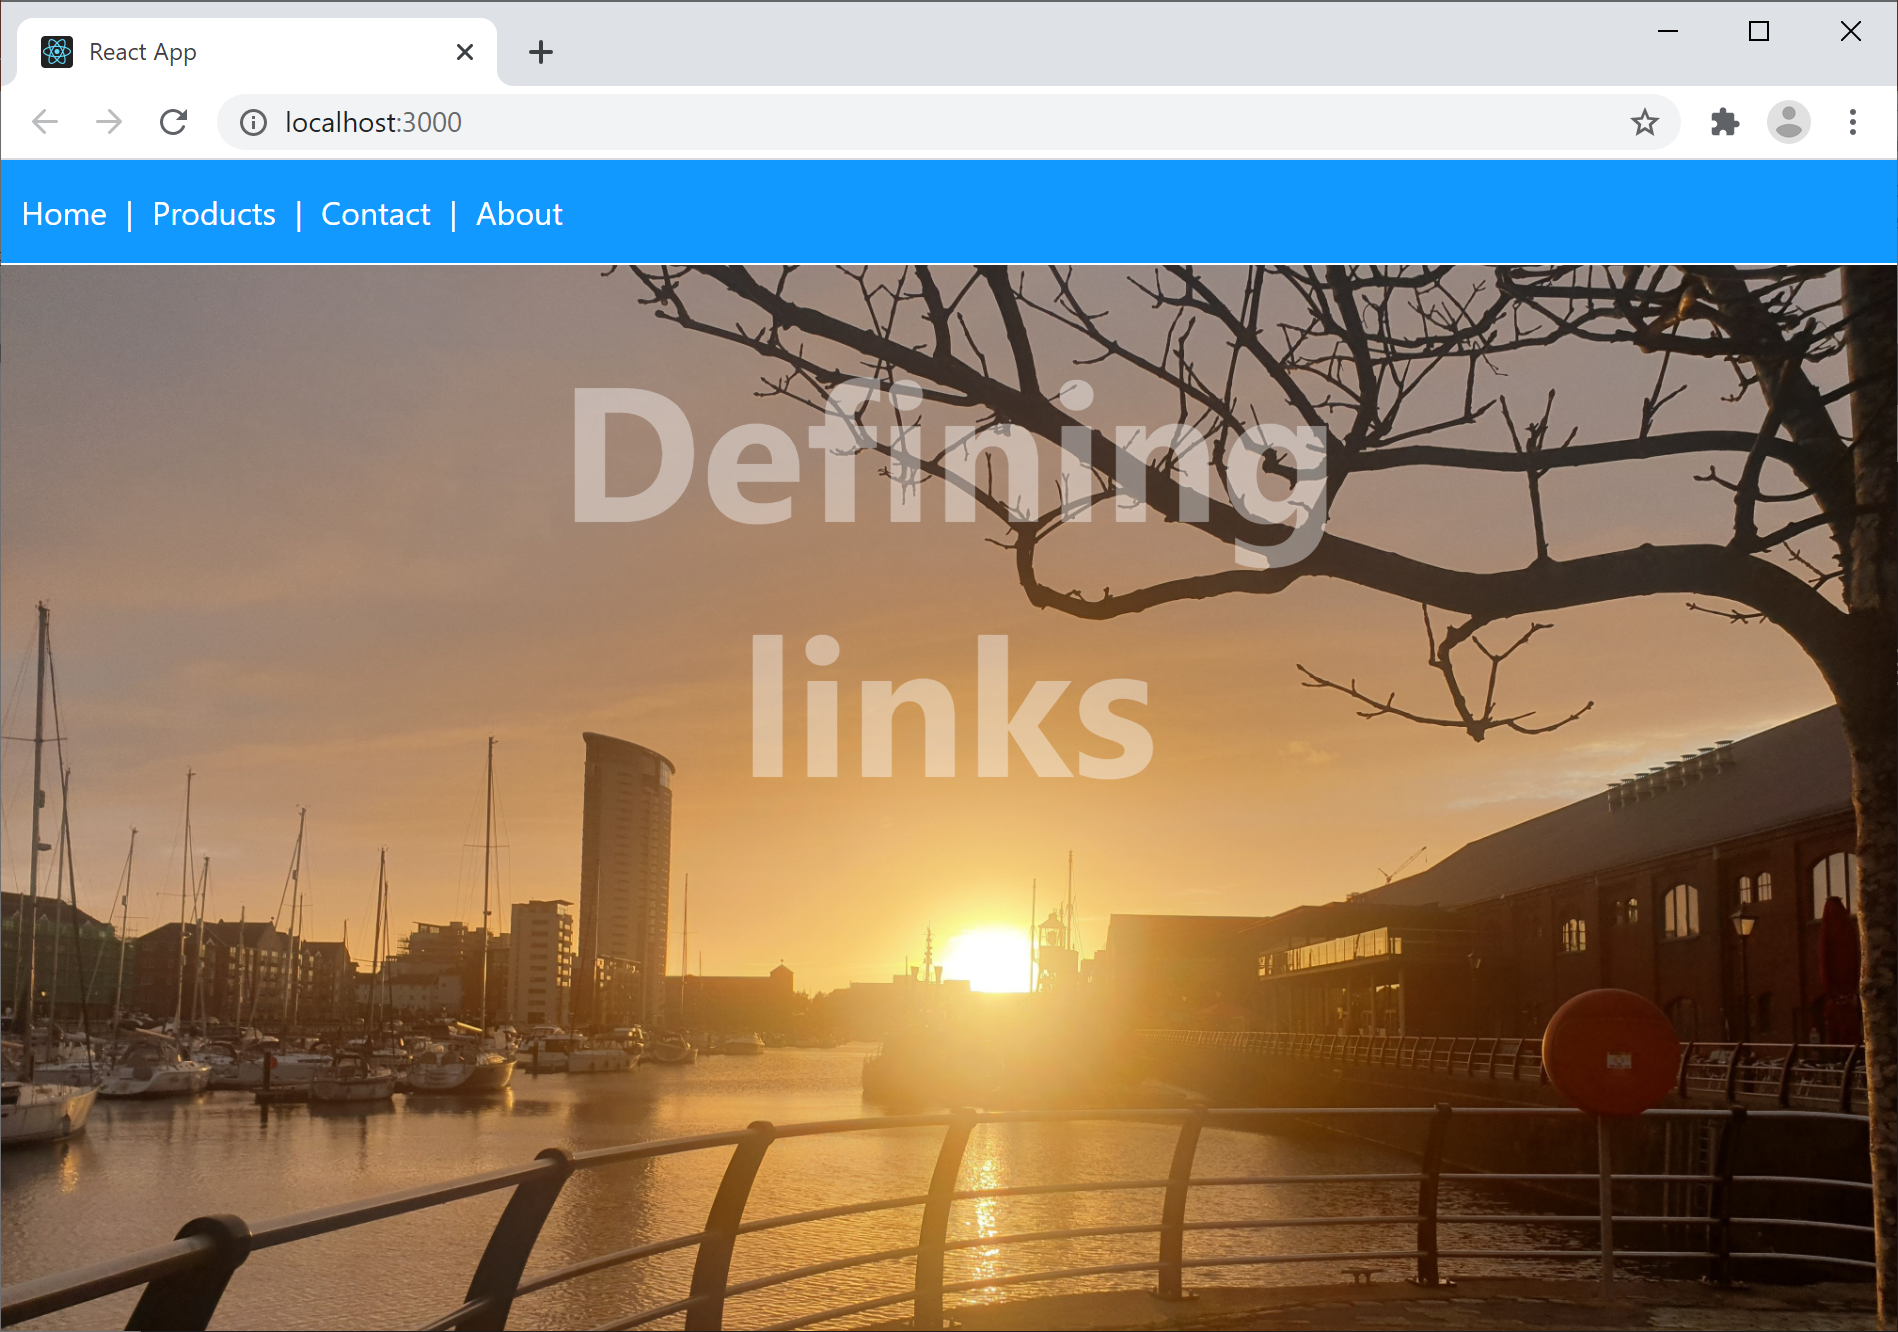 React App
localhost:3000
Home | Products | Contact | About
Defining
links